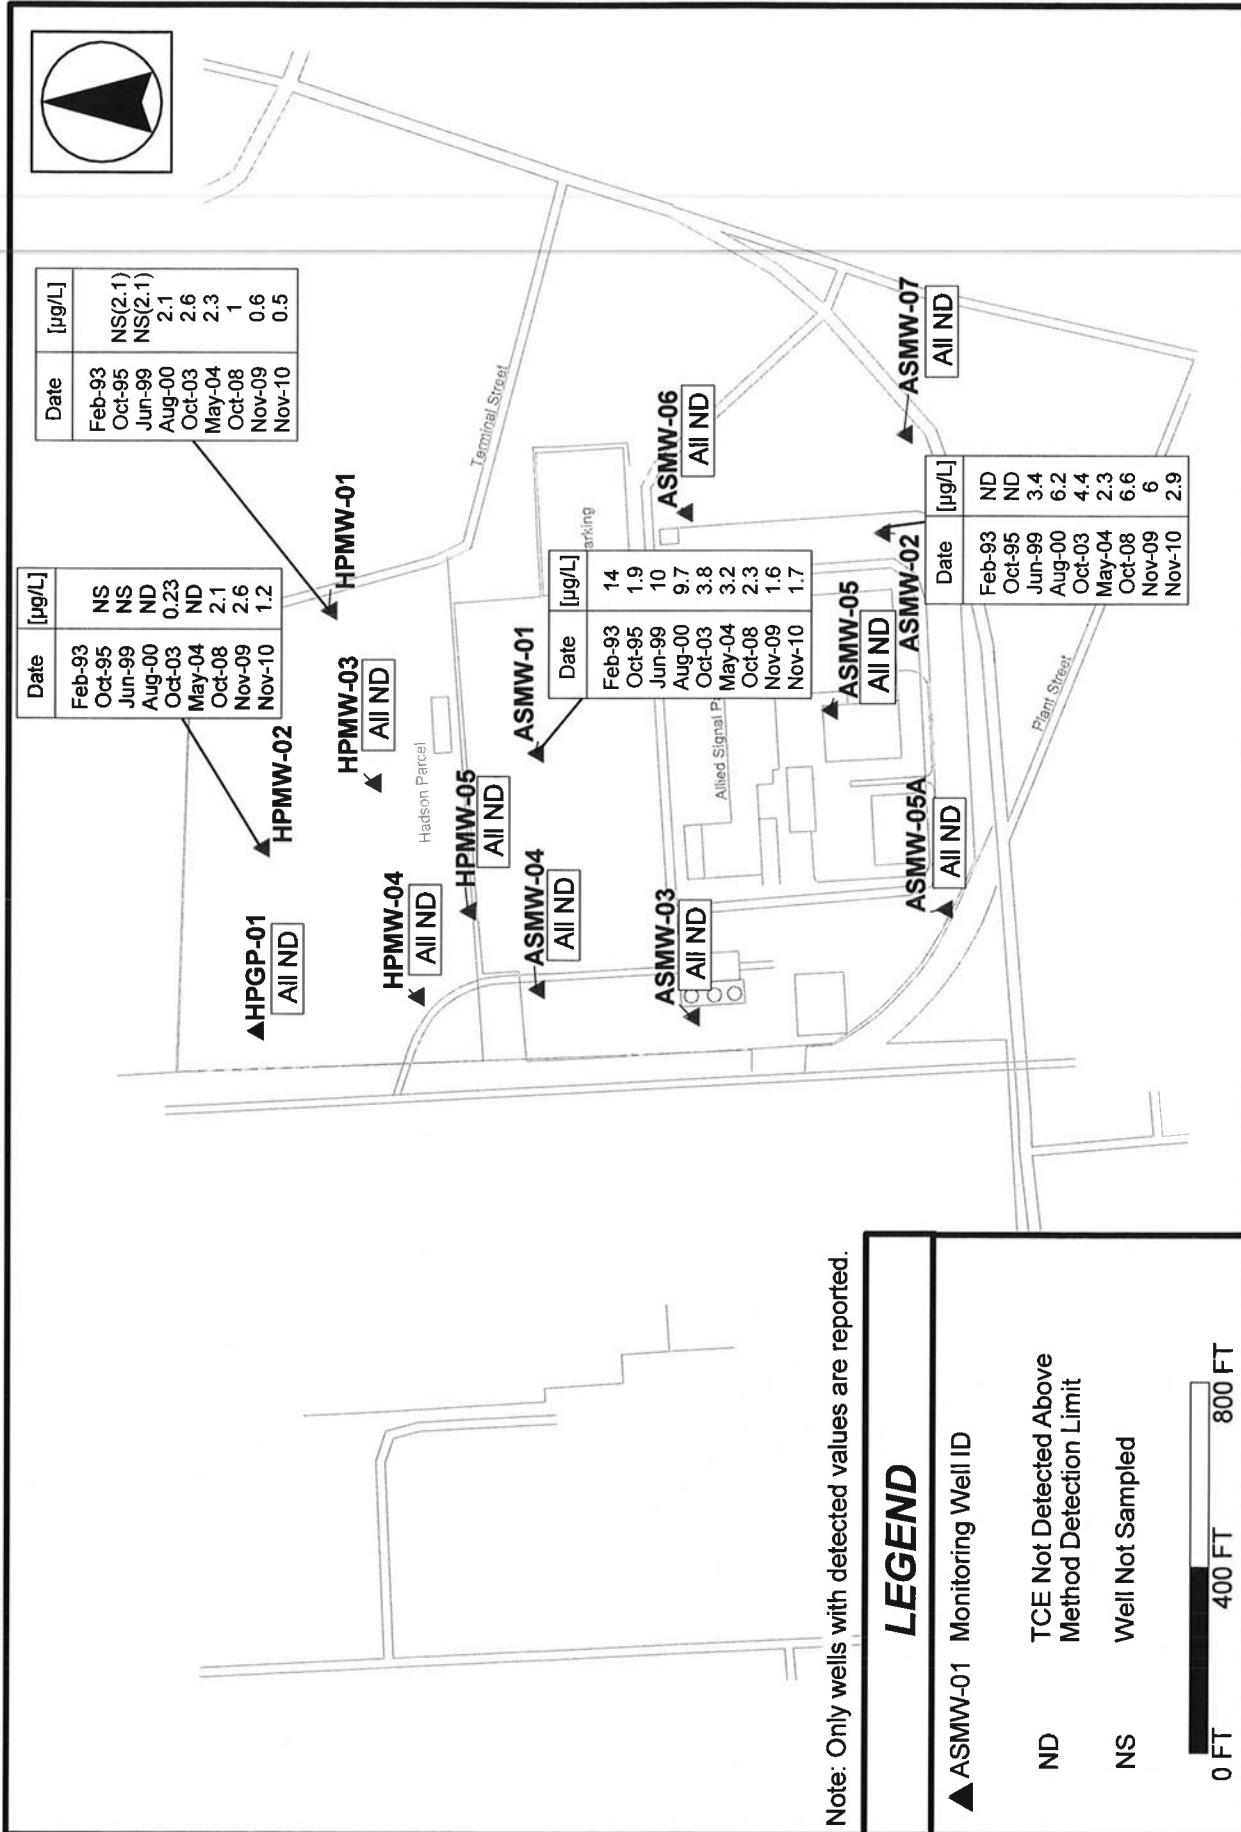 Date [µg/L]
Feb-93
Oct-95 NS
Jun-99 NS
Aug-00 ND
Oct-03 0.23
May-04 ND
Oct-08 2.1
Nov-09 2.6
Nov-10 1.2
HPMW-02
Date [µg/L]
Feb-93
Oct-95 NS(2.1)
Jun-99 NS(2.1)
Aug-00 2.1
Oct-03 2.6
May-04 2.3
Oct-08 1
Nov-09 0.6
Nov-10 0.5
HPMW-01
HPGP-01
All ND
HPMW-03
All ND
HPMW-04
All ND
Hadson Parcel
HPMW-05
All ND
Terminal Street
ASMW-04
All ND
ASMW-01
Date [µg/L]
Feb-93 14
Oct-95 1.9
Jun-99 10
Aug-00 9.7
Oct-03 3.8
May-04 3.2
Oct-08 2.3
Nov-09 1.6
Nov-10 1.7
arking
ASMW-03
All ND
Allied Signal Pa
ASMW-06
All ND
ASMW-05
All ND
ASMW-05A
All ND
ASMW-02
Date [µg/L]
Feb-93 ND
Oct-95 ND
Jun-99 3.4
Aug-00 6.2
Oct-03 4.4
May-04 2.3
Oct-08 6.6
Nov-09 6
Nov-10 2.9
ASMW-07
All ND
Plant Street
Note: Only wells with detected values are reported.
LEGEND
ASMW-01 Monitoring Well ID
ND TCE Not Detected Above
Method Detection Limit
NS Well Not Sampled
0 FT 400 FT 800 FT